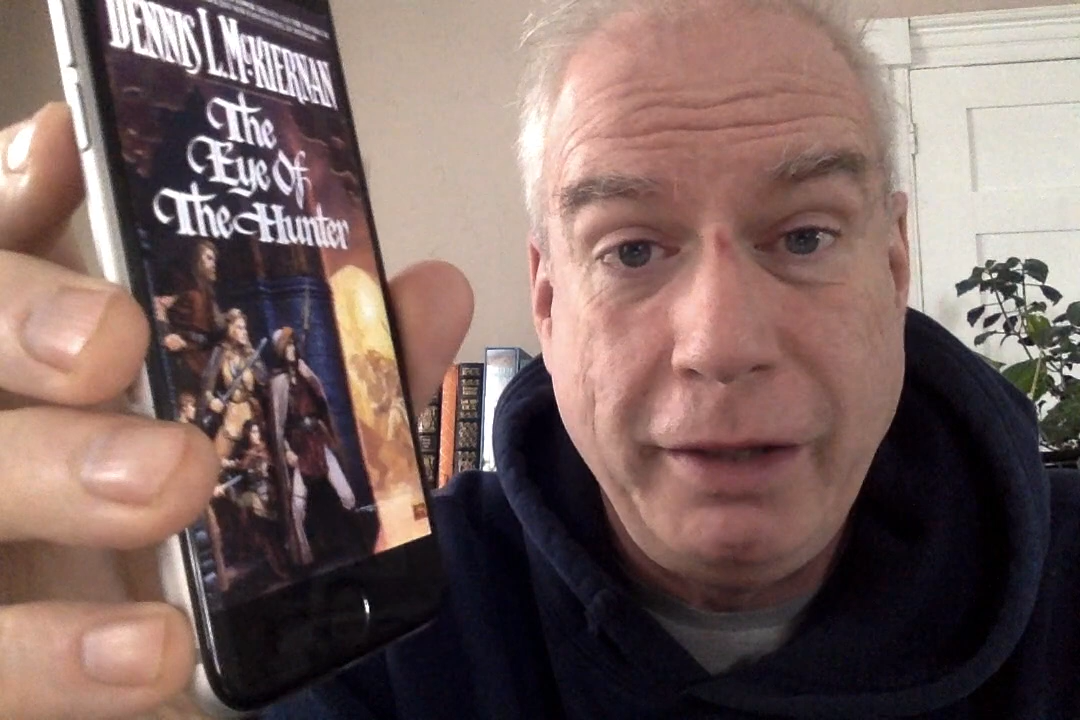 DENNIS L. McKIERNAN
The
Eye Of
The Hunter